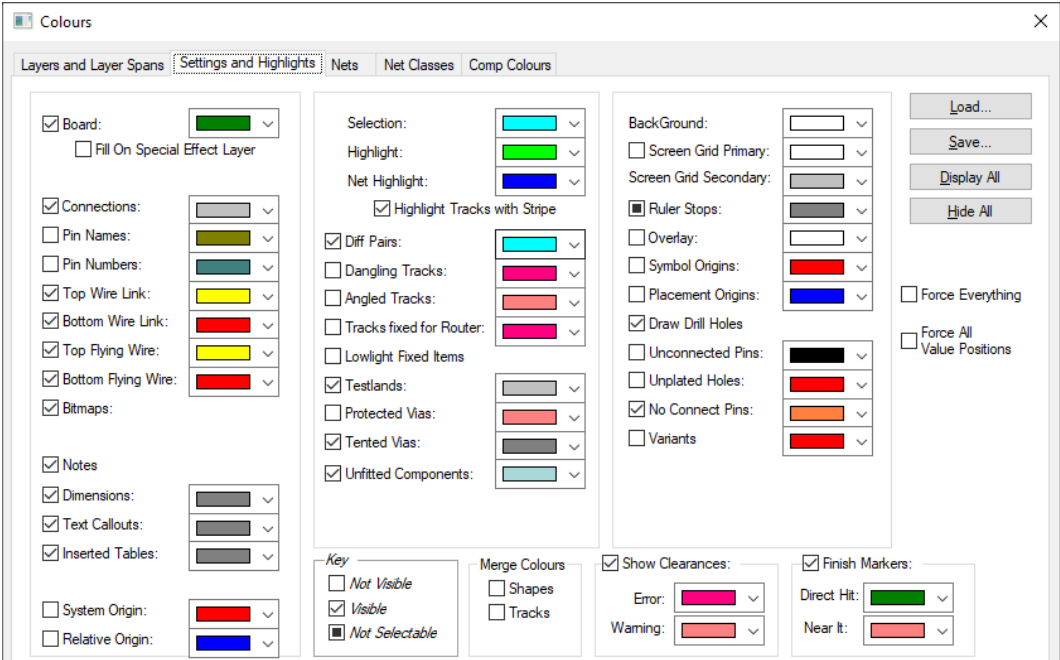 Colours
Layers and Layer Spans
Settings and Highlights
Nets
Net Classes
Comp Colours
Board:
Fill On Special Effect Layer
Connections:
Pin Names:
Pin Numbers:
Top Wire Link:
Bottom Wire Link:
Top Flying Wire:
Bottom Flying Wire:
Bitmaps:
Notes
Dimensions:
Text Callouts:
Inserted Tables:
System Origin:
Relative Origin:
Selection:
Highlight:
Net Highlight:
Highlight Tracks with Stripe
Diff Pairs:
Dangling Tracks:
Angled Tracks:
Tracks fixed for Router:
Lowlight Fixed Items
Testlands:
Protected Vias:
Tented Vias:
Unfitted Components:
BackGround:
Screen Grid Primary:
Screen Grid Secondary:
Ruler Stops:
Overlay:
Symbol Origins:
Placement Origins:
Draw Drill Holes
Unconnected Pins:
Unplated Holes:
No Connect Pins:
Variants
Load...
Save...
Display All
Hide All
Force Everything
Force All
Value Positions
Key
Not Visible
Visible
Not Selectable
Merge Colours
Shapes
Tracks
Show Clearances:
Error:
Warning:
Finish Markers:
Direct Hit:
Near It: